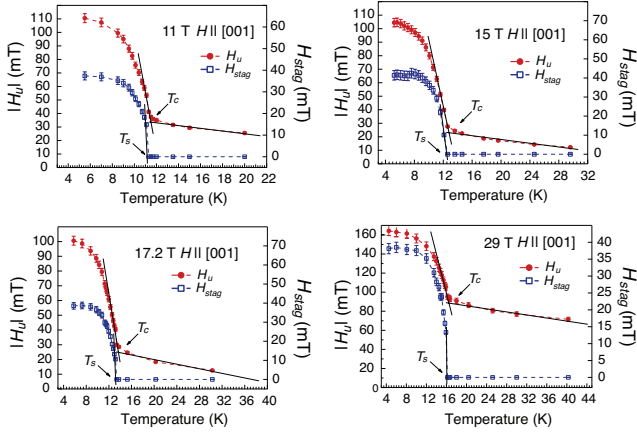 11 T H|| [001]
H_u
H_stag
T_c
T_s
|H_u| (mT)
H_stag (mT)
110
100
90
80
70
60
50
40
30
20
10
0
60
50
40
30
20
10
0
4 6 8 10 12 14 16 18 20 22
Temperature (K)
15 T H|| [001]
H_u
H_stag
T_c
T_s
|H_u| (mT)
H_stag (mT)
110
100
90
80
70
60
50
40
30
20
10
0
70
60
50
40
30
20
10
0
4 8 12 16 20 24 28 32
Temperature (K)
17.2 T H|| [001]
H_u
H_stag
T_c
T_s
|H_u| (mT)
H_stag (mT)
100
90
80
70
60
50
40
30
20
10
0
70
60
50
40
30
20
10
0
4 8 12 16 20 24 28 32 36 40
Temperature (K)
29 T H|| [001]
H_u
H_stag
T_c
T_s
|H_u| (mT)
H_stag (mT)
160
140
120
100
80
60
40
20
0
40
35
30
25
20
15
10
5
0
4 8 12 16 20 24 28 32 36 40 44
Temperature (K)